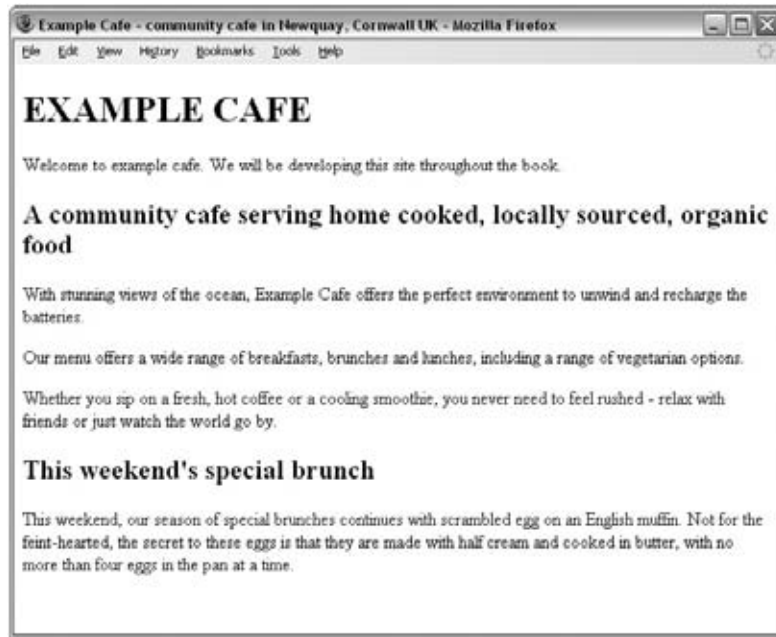 Example Cafe - community cafe in Newquay, Cornwall UK - Mozilla Firefox
File Edit View History Bookmarks Tools Help
EXAMPLE CAFE
Welcome to example cafe. We will be developing this site throughout the book.
A community cafe serving home cooked, locally sourced, organic
food
With stunning views of the ocean, Example Cafe offers the perfect environment to unwind and recharge the
batteries.
Our menu offers a wide range of breakfasts, brunches and lunches, including a range of vegetarian options.
Whether you sip on a fresh, hot coffee or a cooling smoothie, you never need to feel rushed - relax with
friends or just watch the world go by.
This weekend's special brunch
This weekend, our season of special brunches continues with scrambled egg on an English muffin. Not for the
feint-hearted, the secret to these eggs is that they are made with half cream and cooked in butter, with no
more than four eggs in the pan at a time.